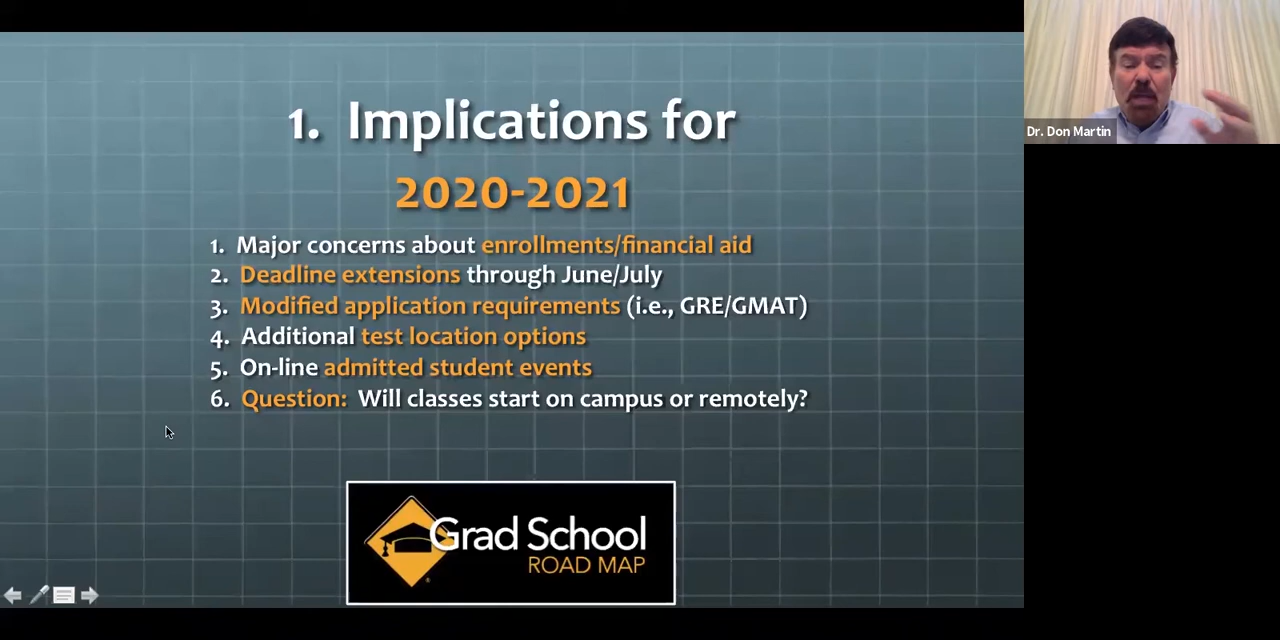 1. Implications for
2020-2021
1. Major concerns about enrollments/financial aid
2. Deadline extensions through June/July
3. Modified application requirements (i.e., GRE/GMAT)
4. Additional test location options
5. On-line admitted student events
6. Question: Will classes start on campus or remotely?
Grad School
ROAD MAP
Dr. Don Martin